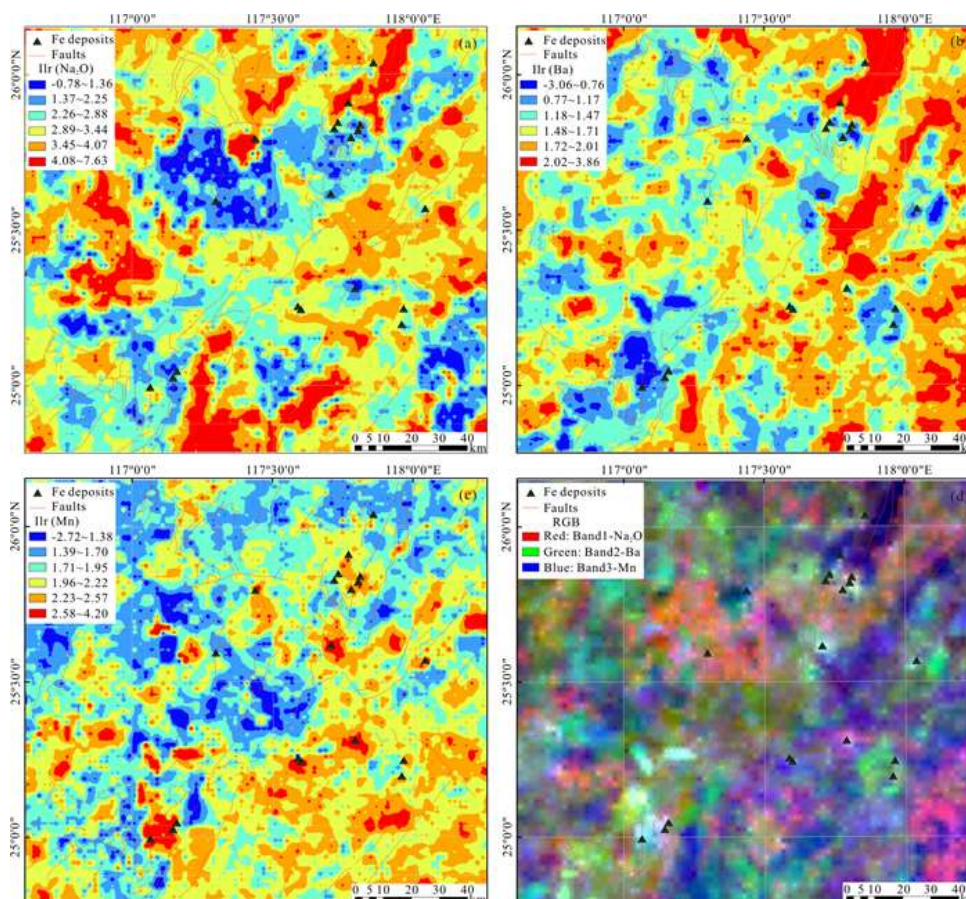 117°0'0" 117°30'0" 118°0'0"
(a)
▲ Fe deposits
Faults
Ilr (Na₂O)
-0.78~1.36
1.37~2.25
2.26~2.88
2.89~3.44
3.45~4.07
4.08~7.63
26°0'0"
25°30'0"
25°0'0"
0 5 10 20 30 40
km
117°0'0" 117°30'0" 118°0'0"
(b)
▲ Fe deposits
Faults
Ilr (Ba)
-3.06~0.76
0.77~1.17
1.18~1.47
1.48~1.71
1.72~2.01
2.02~3.86
26°0'0"
25°30'0"
25°0'0"
0 5 10 20 30 40
km
117°0'0" 117°30'0" 118°0'0"
(c)
▲ Fe deposits
Faults
Ilr (Mn)
-2.72~1.38
1.39~1.70
1.71~1.95
1.96~2.22
2.23~2.57
2.58~4.20
26°0'0"
25°30'0"
25°0'0"
0 5 10 20 30 40
km
117°0'0" 117°30'0" 118°0'0"
(d)
▲ Fe deposits
Faults
RGB
Red: Band1-Na₂O
Green: Band2-Ba
Blue: Band3-Mn
26°0'0"
25°30'0"
25°0'0"
0 5 10 20 30 40
km